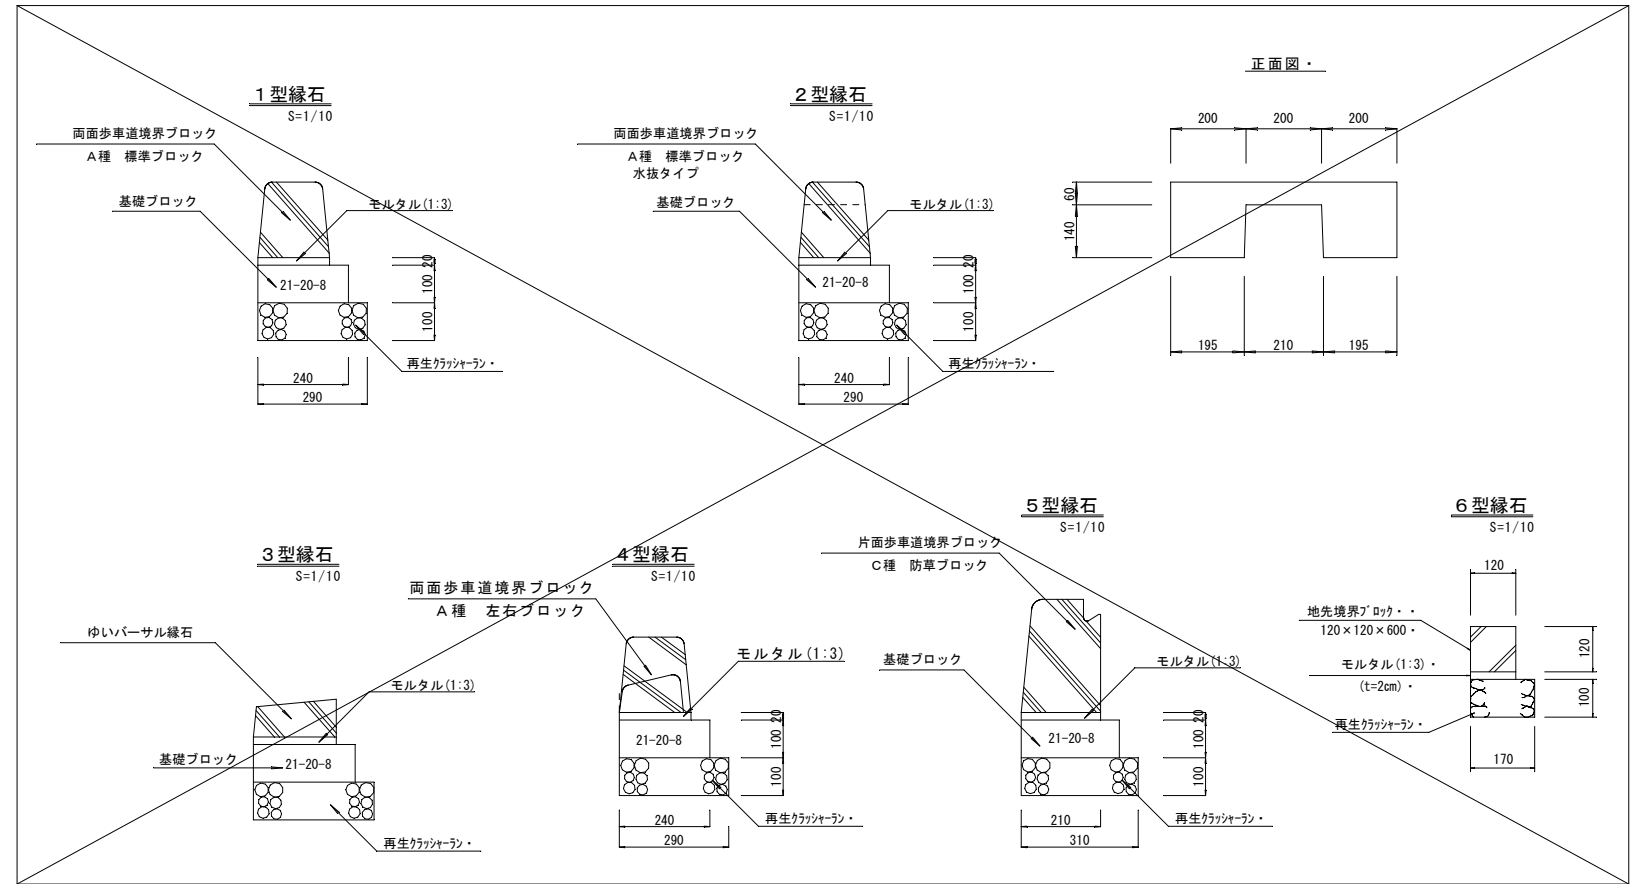 １型縁石
S=1/10
両面歩車道境界ブロック
A種 標準ブロック
基礎ブロック
モルタル(1:3)
21-20-8
20
100
100
再生ｸﾗｯｼｬｰﾗﾝ・
240
290
２型縁石
S=1/10
両面歩車道境界ブロック
A種 標準ブロック
水抜タイプ
基礎ブロック
モルタル(1:3)
21-20-8
20
100
100
再生ｸﾗｯｼｬｰﾗﾝ・
240
290
正面図・
200
200
200
60
140
195
210
195
３型縁石
S=1/10
ゆいバーサル縁石
モルタル(1:3)
基礎ブロック
21-20-8
再生ｸﾗｯｼｬｰﾗﾝ・
４型縁石
S=1/10
両面歩車道境界ブロック
A種 左右ブロック
モルタル(1:3)
21-20-8
20
100
100
再生ｸﾗｯｼｬｰﾗﾝ・
240
290
５型縁石
S=1/10
片面歩車道境界ブロック
C種 防草ブロック
基礎ブロック
モルタル(1:3)
21-20-8
20
100
100
再生ｸﾗｯｼｬｰﾗﾝ・
210
310
６型縁石
S=1/10
120
地先境界ﾌﾞﾛｯｸ・・
120×120×600・
モルタル(1:3)・
(t=2cm)・
120
100
再生ｸﾗｯｼｬｰﾗﾝ・
170